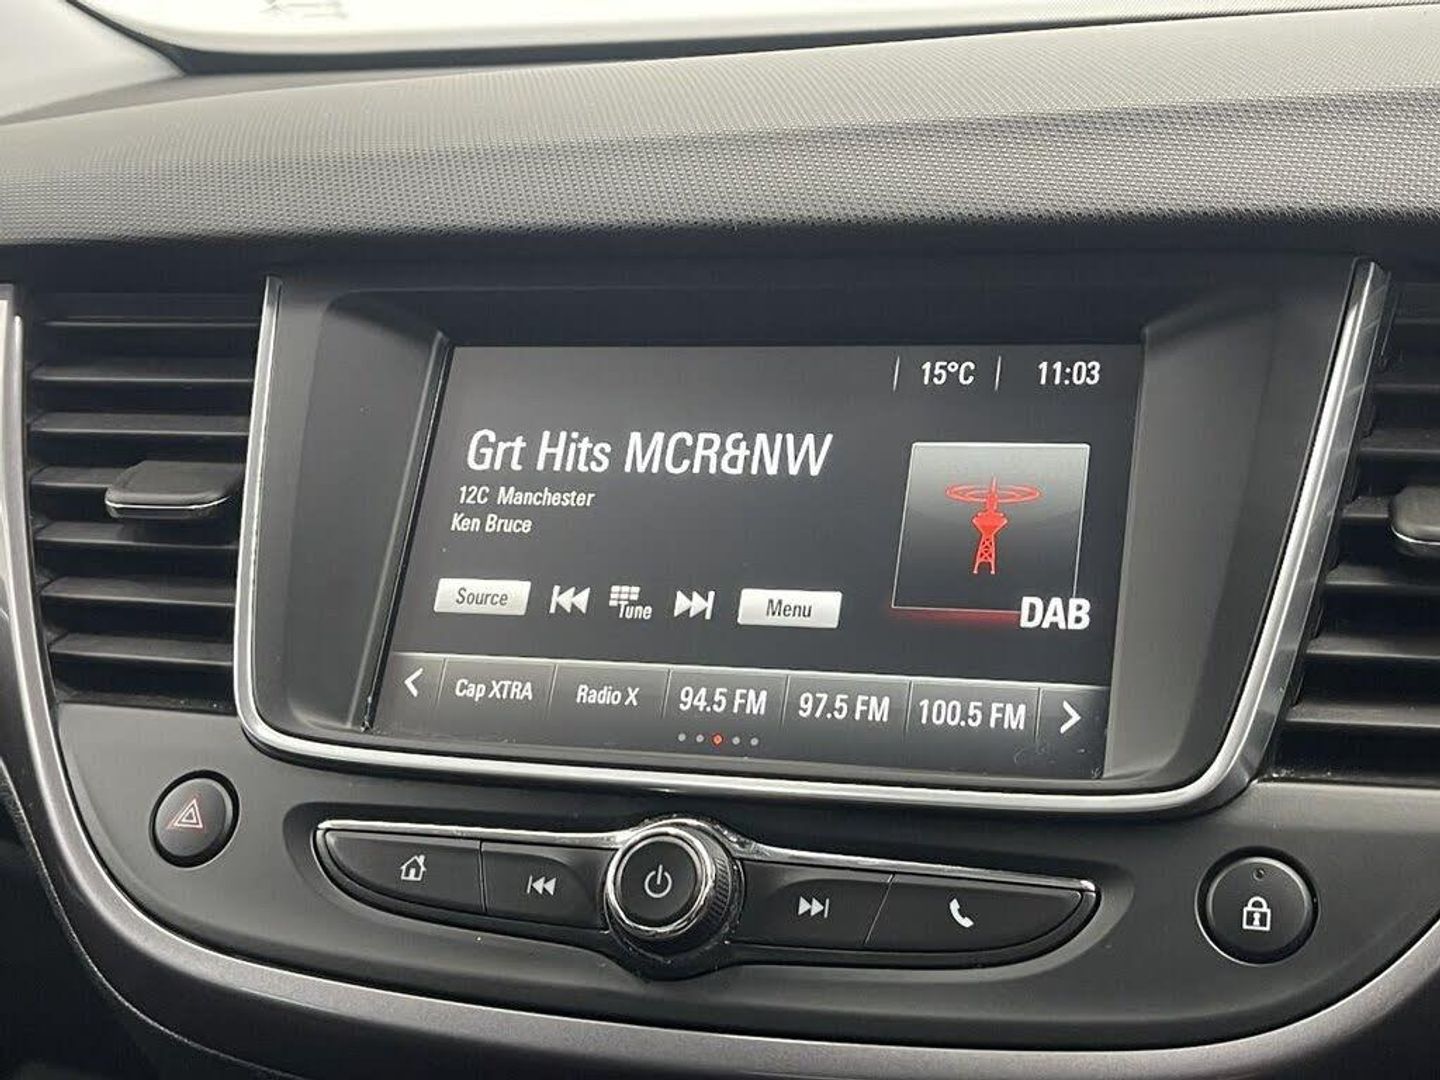 15°C 11:03
Grt Hits MCR&NW
12C Manchester
Ken Bruce
Source Tune Menu
DAB
Cap XTRA Radio X 94.5 FM 97.5 FM 100.5 FM